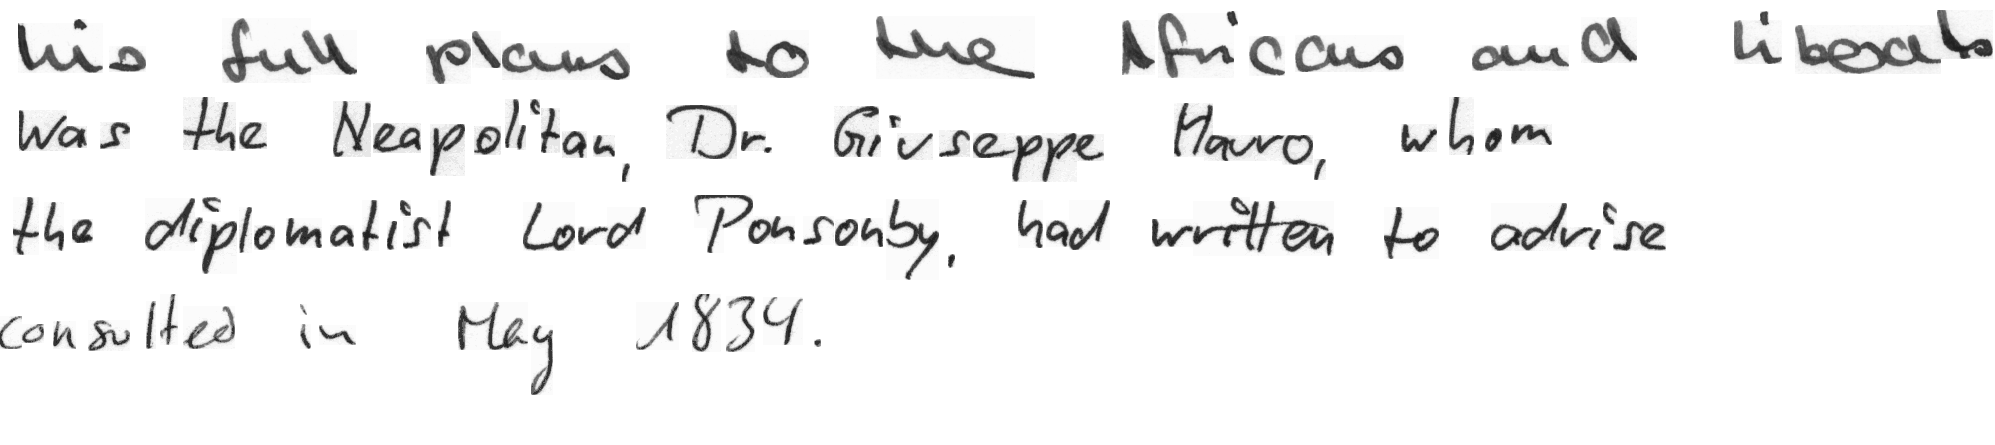 his full plans to the Africans and liberals
was the Neapolitan, Dr. Giuseppe Mauro, whom
the diplomatist Lord Ponsonby, had written to advise
consulted in May 1834.